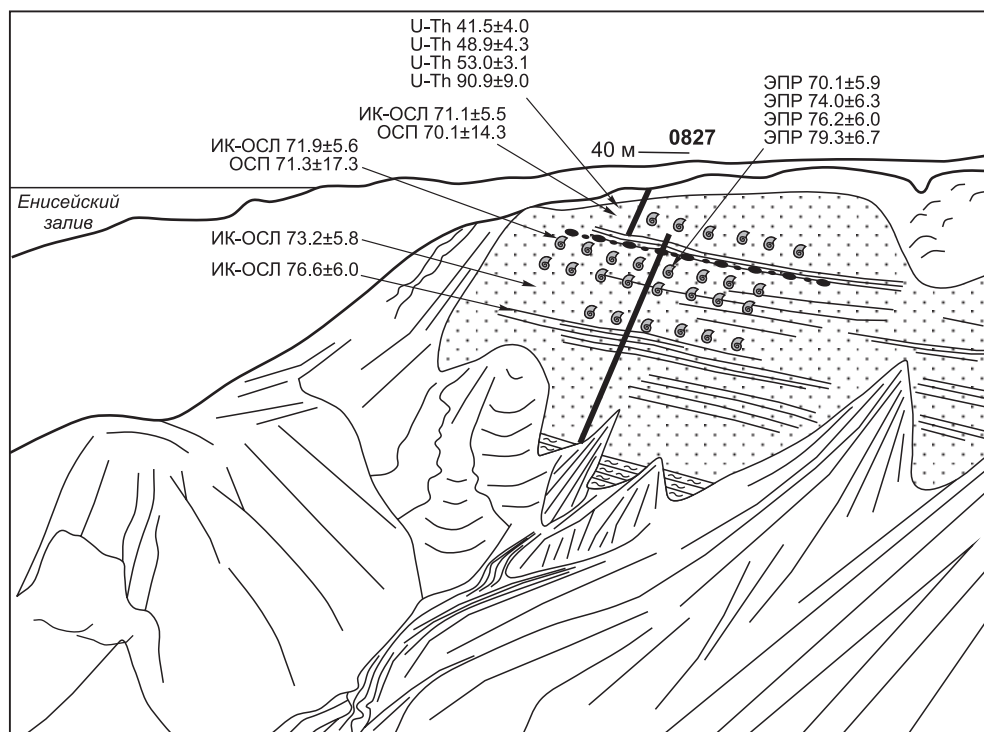 U-Th 41.5±4.0
U-Th 48.9±4.3
U-Th 53.0±3.1
U-Th 90.9±9.0
ЭПР 70.1±5.9
ЭПР 74.0±6.3
ЭПР 76.2±6.0
ЭПР 79.3±6.7
ИК-ОСЛ 71.1±5.5
ОСП 70.1±14.3
40 м 0827
ИК-ОСЛ 71.9±5.6
ОСП 71.3±17.3
Енисейский
залив
ИК-ОСЛ 73.2±5.8
ИК-ОСЛ 76.6±6.0